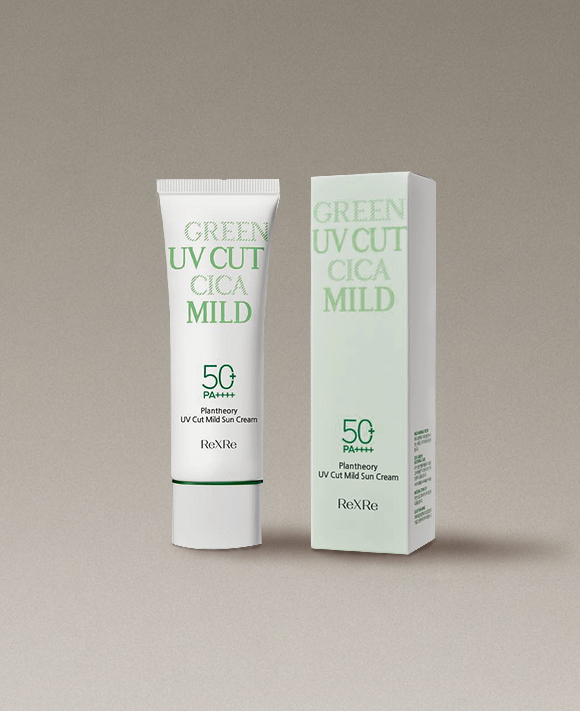 GREEN
UV CUT
CICA
MILD
50+
PA++++
Plantheory
UV Cut Mild Sun Cream
ReXRe
GREEN
UV CUT
CICA
MILD
50+
PA++++
Plantheory
UV Cut Mild Sun Cream
ReXRe